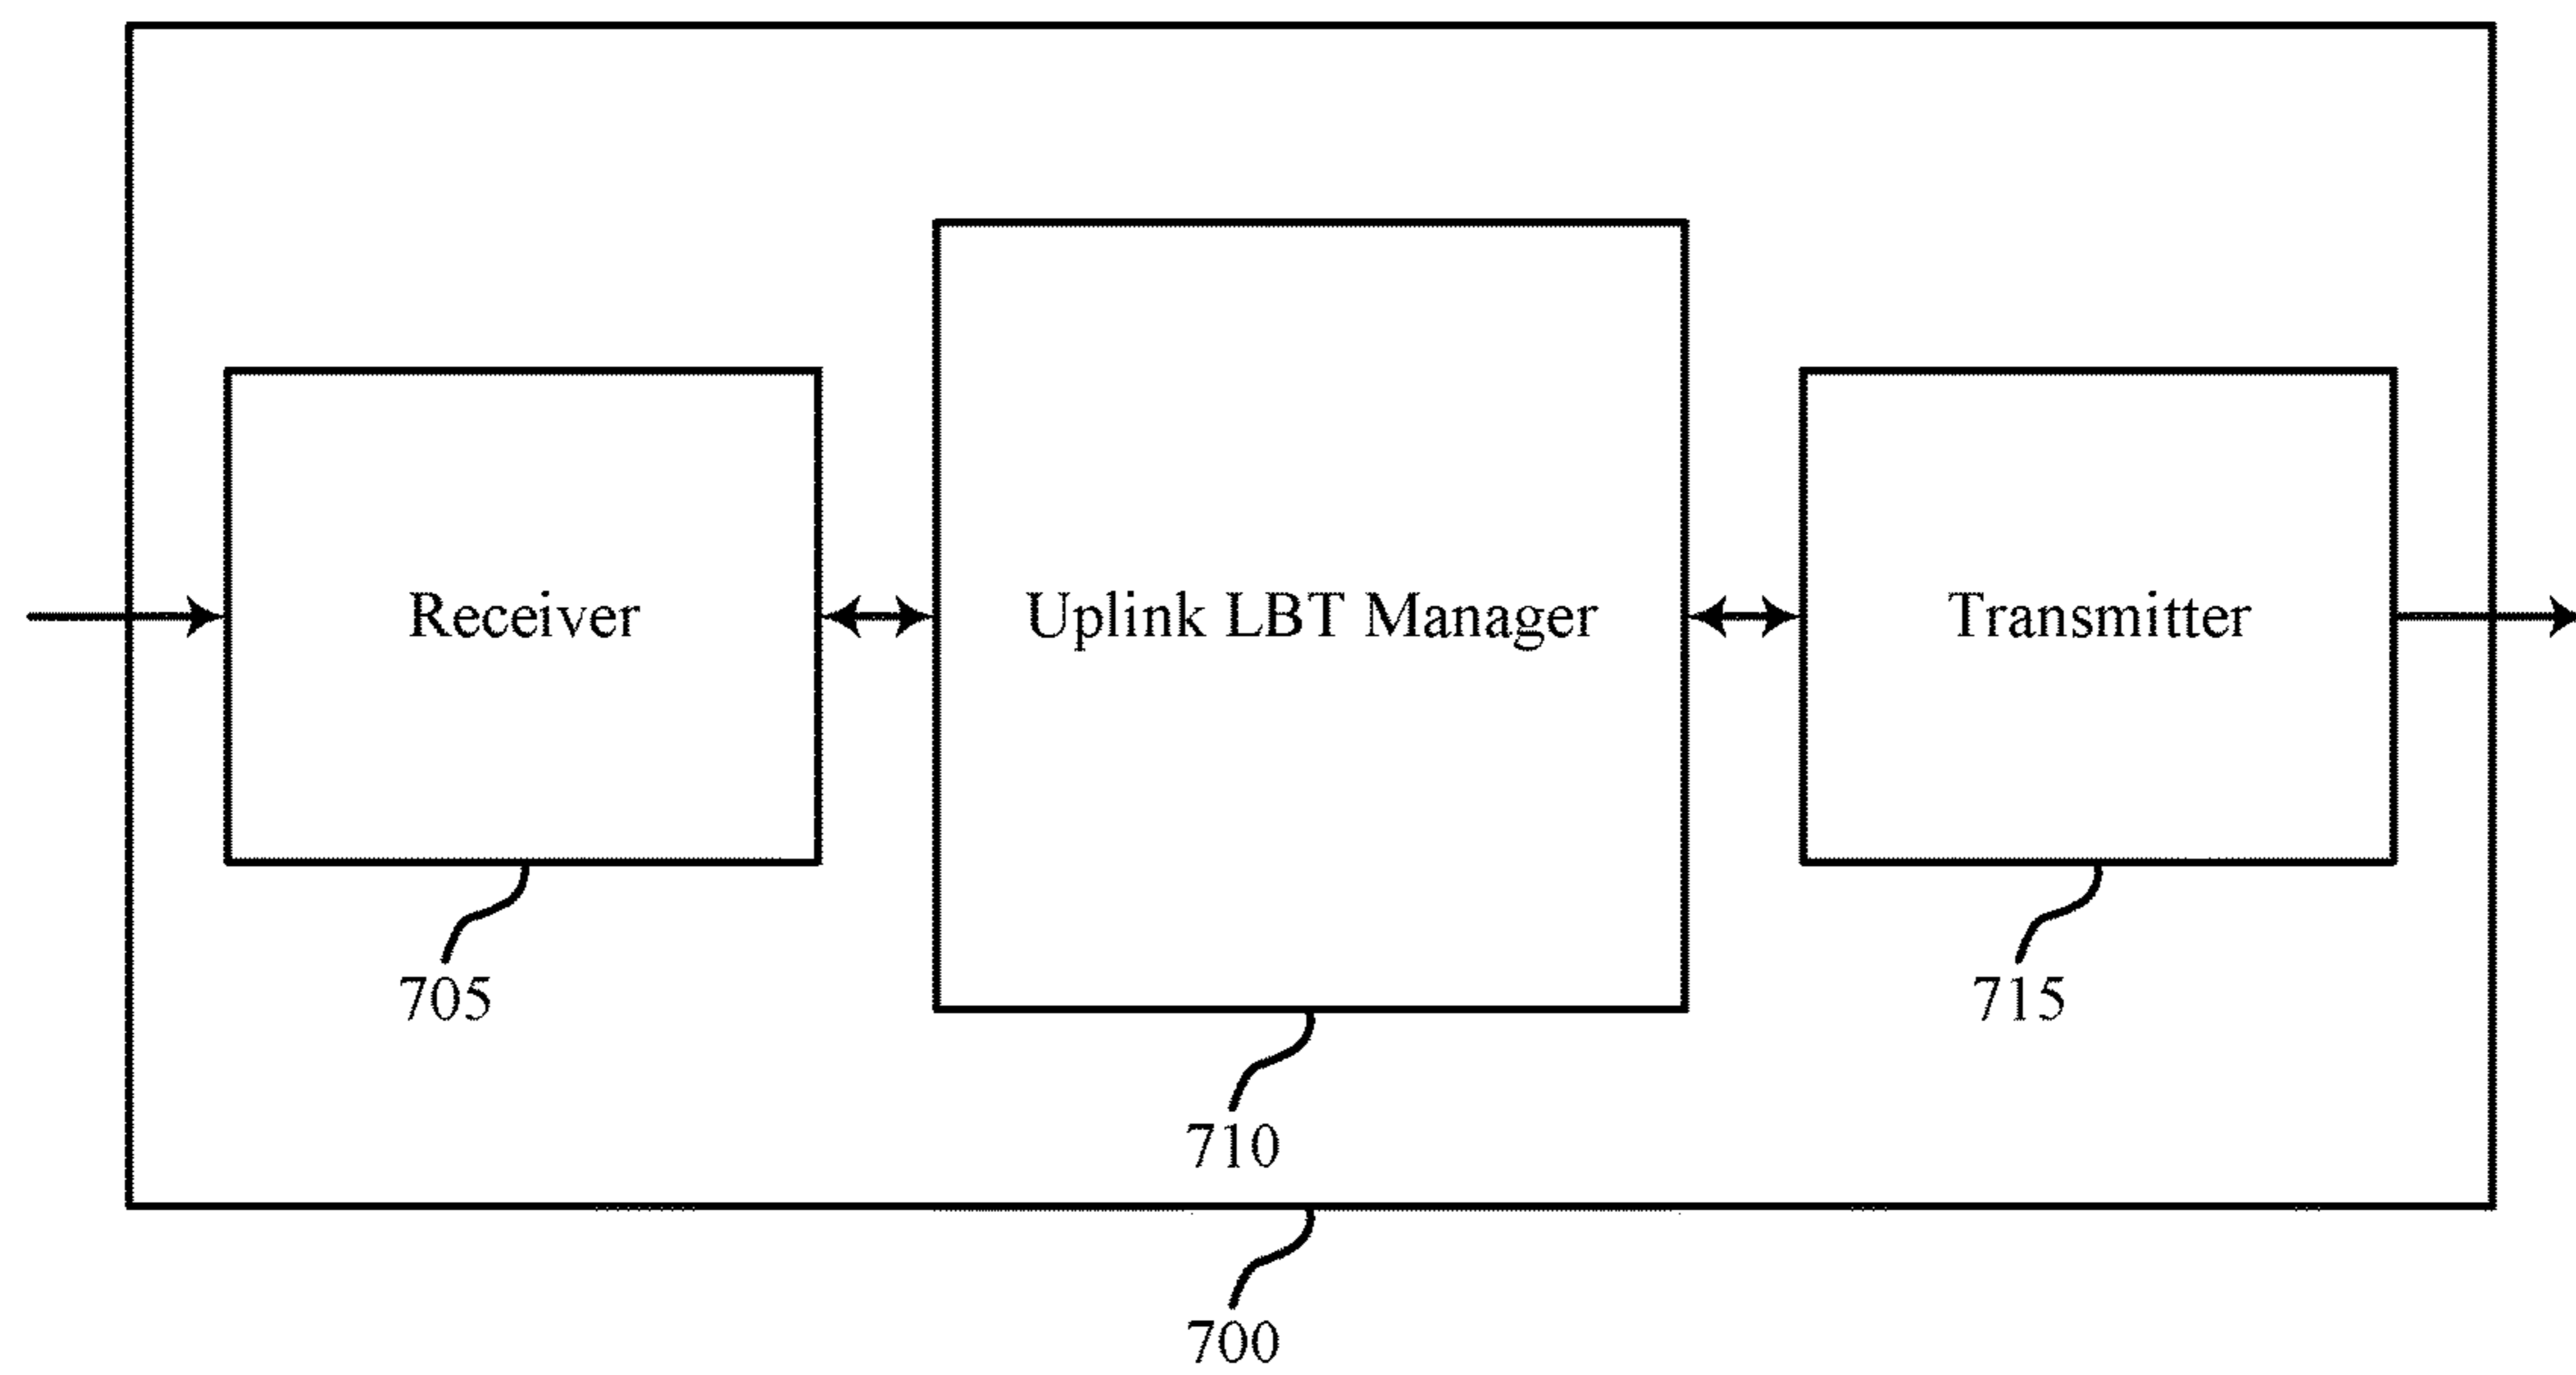 Receiver
Uplink LBT Manager
Transmitter
705
715
710
700